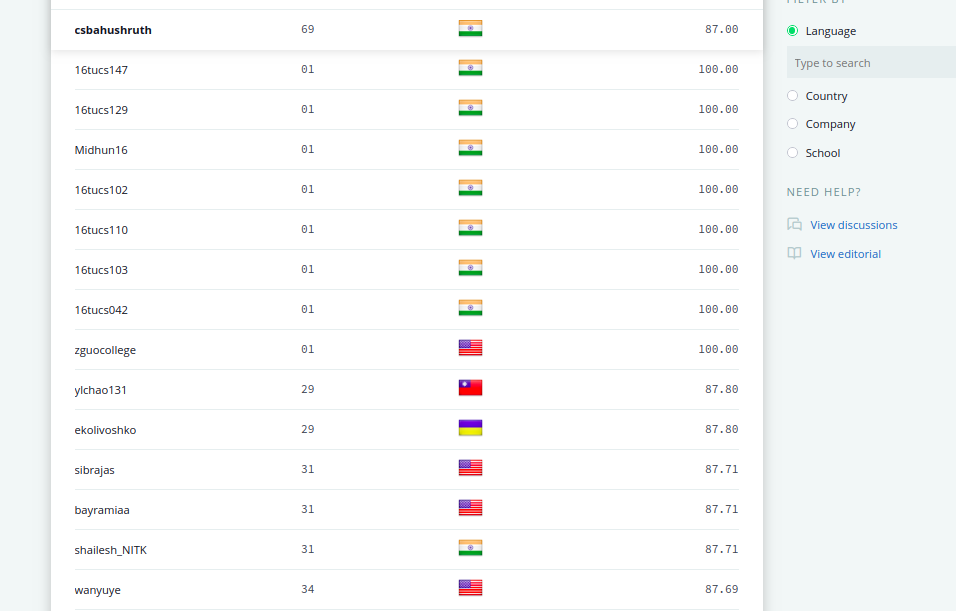 csbahushruth 69 87.00
16tucs147 01 100.00
16tucs129 01 100.00
Midhun16 01 100.00
16tucs102 01 100.00
16tucs110 01 100.00
16tucs103 01 100.00
16tucs042 01 100.00
zguocollege 01 100.00
ylchao131 29 87.80
ekolivoshko 29 87.80
sibrajas 31 87.71
bayramiaa 31 87.71
shailesh_NITK 31 87.71
wanyuye 34 87.69
FILTER BY
Language
Type to search
Country
Company
School
NEED HELP?
View discussions
View editorial